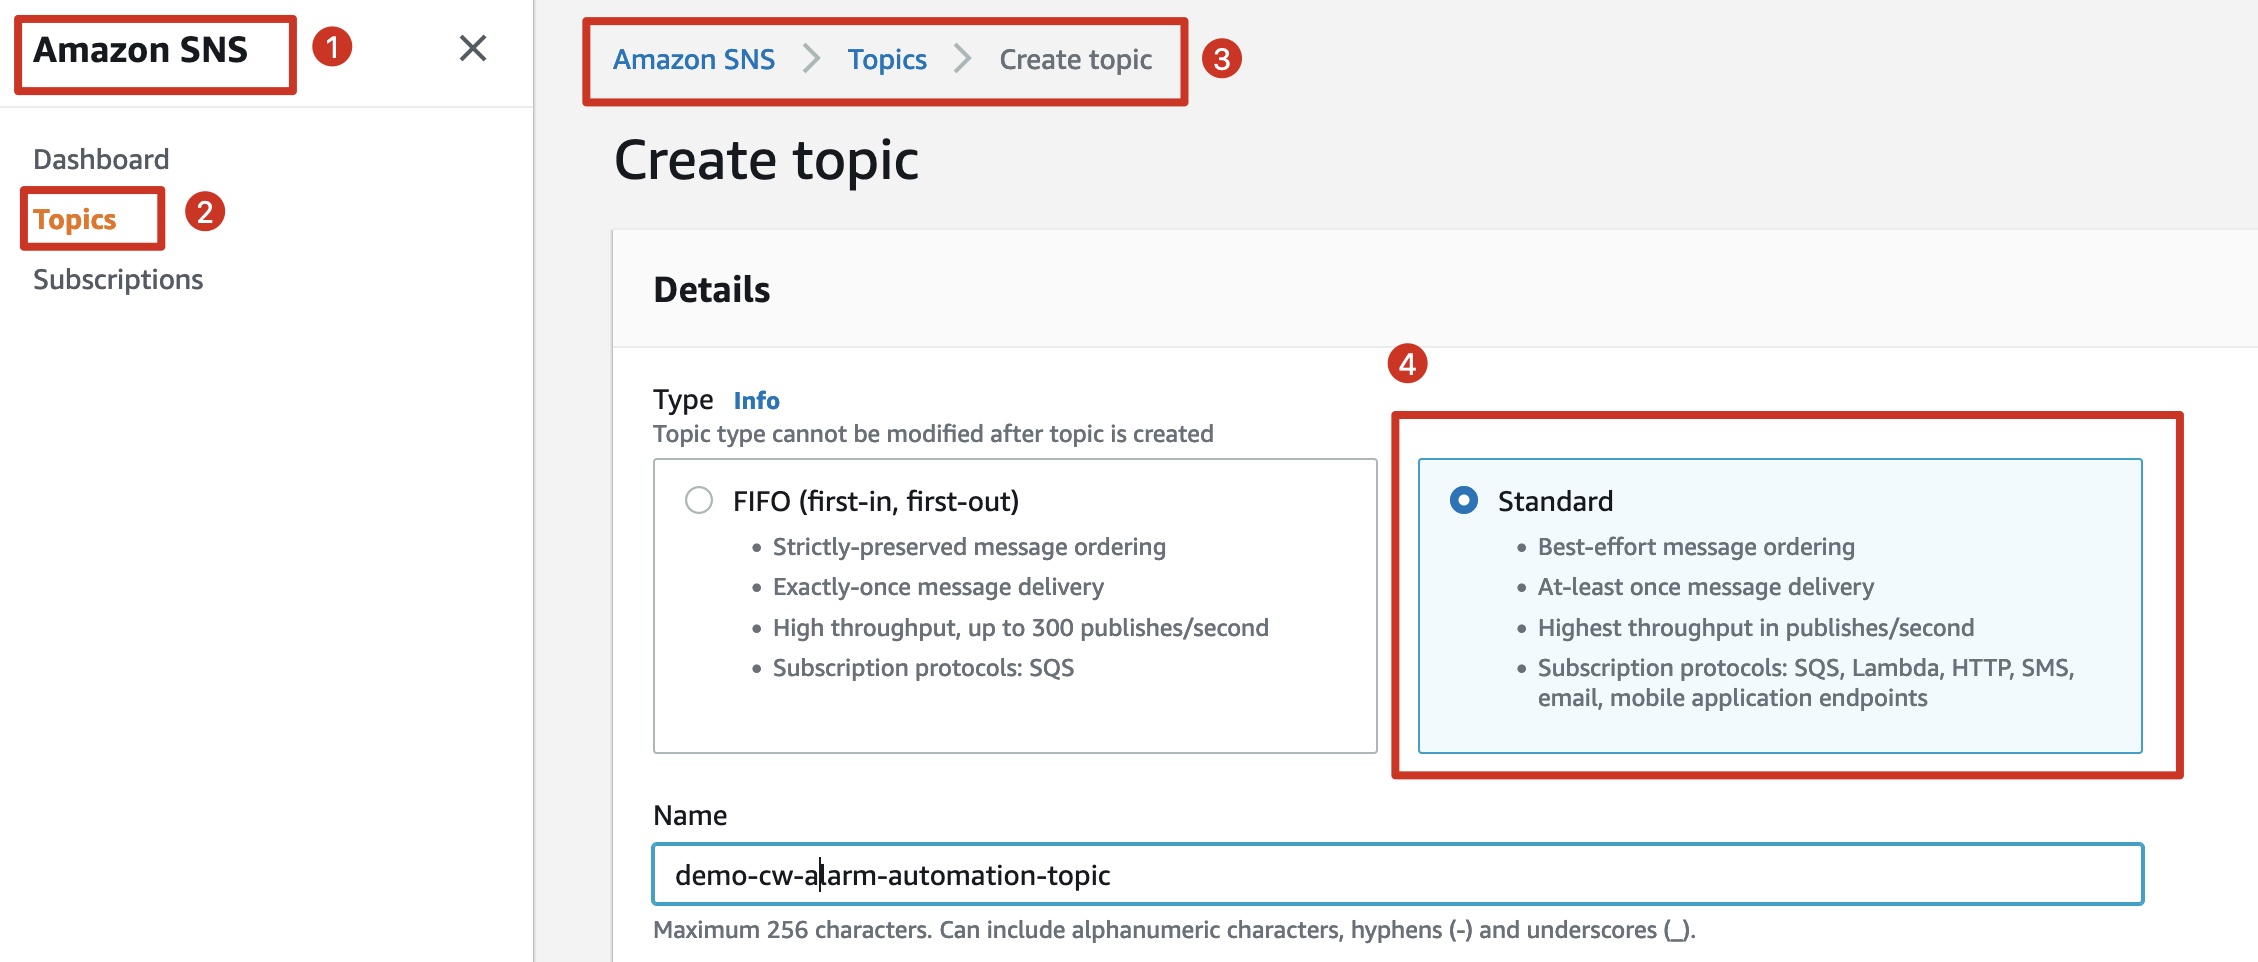 Amazon SNS
1
Dashboard
Topics
2
Subscriptions
Amazon SNS > Topics > Create topic
3
Create topic
Details
4
Type Info
Topic type cannot be modified after topic is created
FIFO (first-in, first-out)
• Strictly-preserved message ordering
• Exactly-once message delivery
• High throughput, up to 300 publishes/second
• Subscription protocols: SQS
Standard
• Best-effort message ordering
• At-least once message delivery
• Highest throughput in publishes/second
• Subscription protocols: SQS, Lambda, HTTP, SMS,
email, mobile application endpoints
Name
demo-cw-alarm-automation-topic
Maximum 256 characters. Can include alphanumeric characters, hyphens (-) and underscores (_).